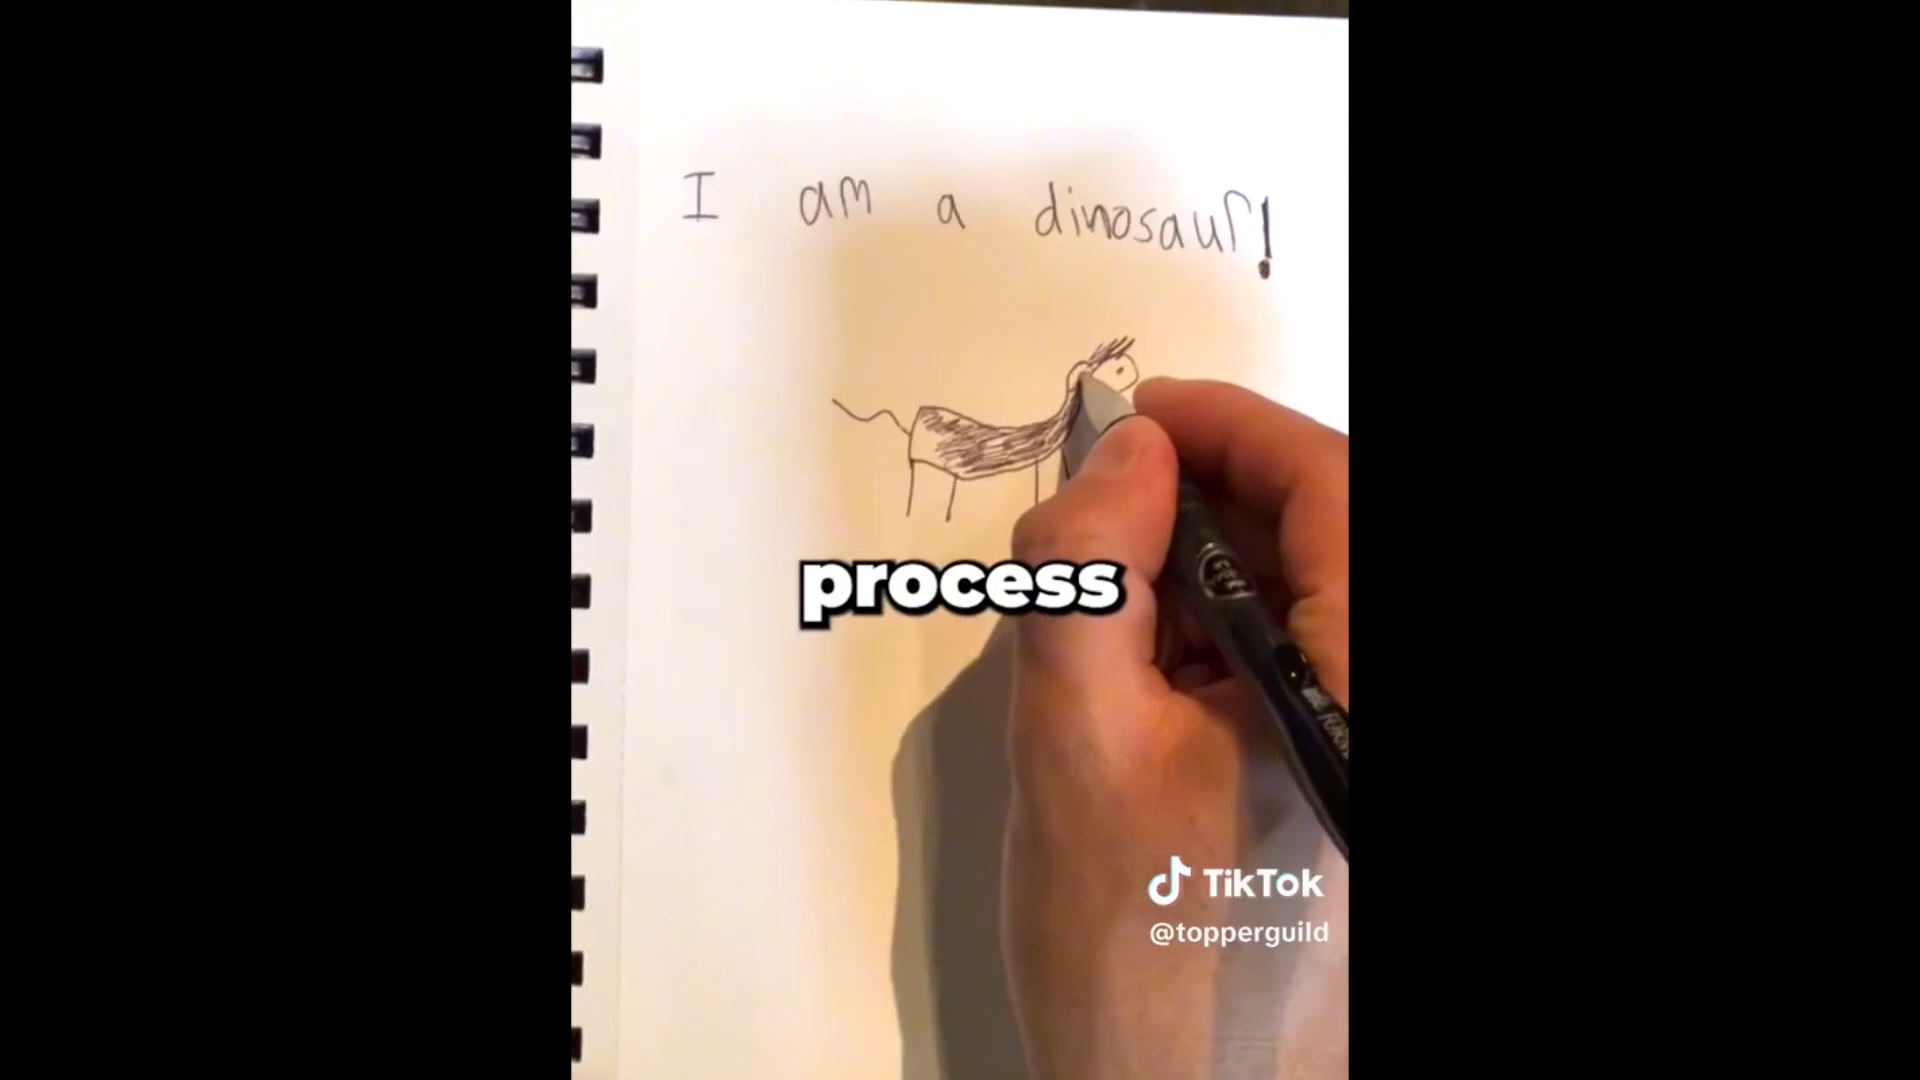 I am a dinosaur!
process
TikTok
@topperguild